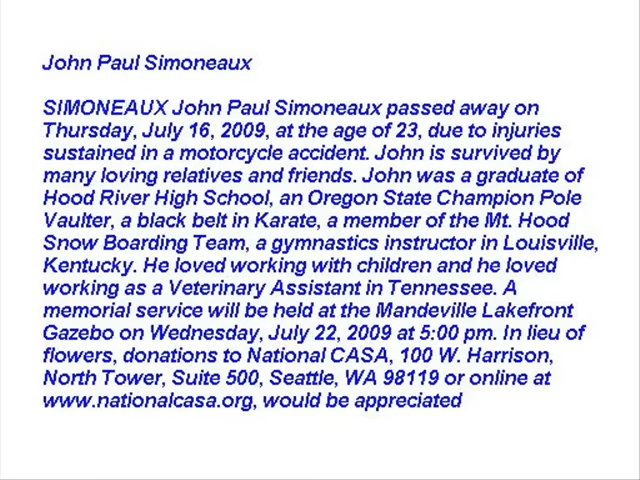 John Paul Simoneaux
SIMONEAUX John Paul Simoneaux passed away on
Thursday, July 16, 2009, at the age of 23, due to injuries
sustained in a motorcycle accident. John is survived by
many loving relatives and friends. John was a graduate of
Hood River High School, an Oregon State Champion Pole
Vaulter, a black belt in Karate, a member of the Mt. Hood
Snow Boarding Team, a gymnastics instructor in Louisville,
Kentucky. He loved working with children and he loved
working as a Veterinary Assistant in Tennessee. A
memorial service will be held at the Mandeville Lakefront
Gazebo on Wednesday, July 22, 2009 at 5:00 pm. In lieu of
flowers, donations to National CASA, 100 W. Harrison,
North Tower, Suite 500, Seattle, WA 98119 or online at
www.nationalcasa.org, would be appreciated